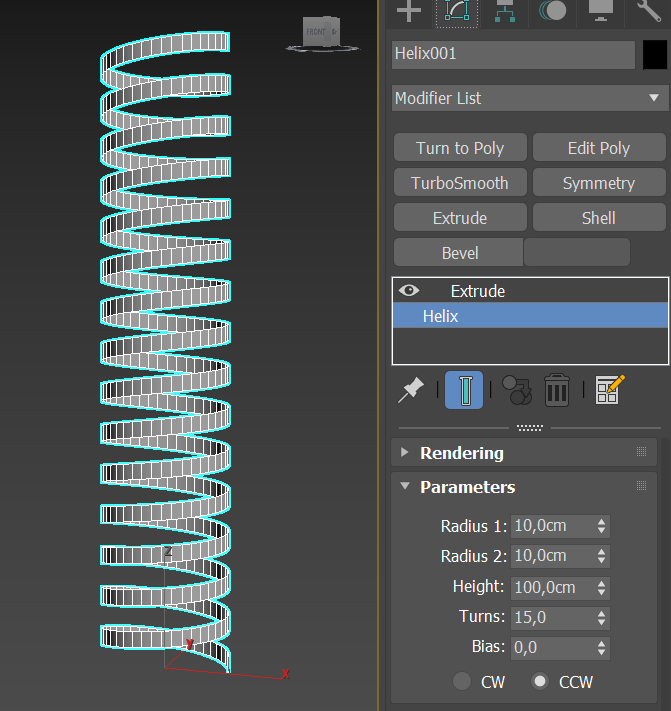 FRONT
Helix001
Modifier List
Turn to Poly
Edit Poly
TurboSmooth
Symmetry
Extrude
Shell
Bevel
Extrude
Helix
Rendering
Parameters
Radius 1: 10,0cm
Radius 2: 10,0cm
Height: 100,0cm
Turns: 15,0
Bias: 0,0
CW
CCW
Z
Y
X